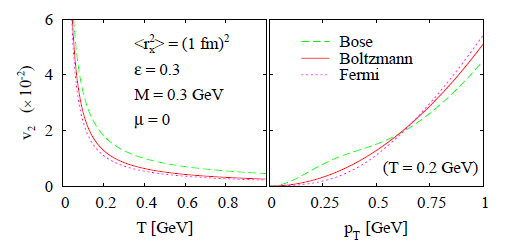 6
4
2
0
v₂ (× 10⁻²)
<rₓ²> = (1 fm)²
ε = 0.3
M = 0.3 GeV
μ = 0
0 0.2 0.4 0.6 0.8
T [GeV]
Bose
Boltzmann
Fermi
(T = 0.2 GeV)
0 0.25 0.5 0.75 1
p_T [GeV]